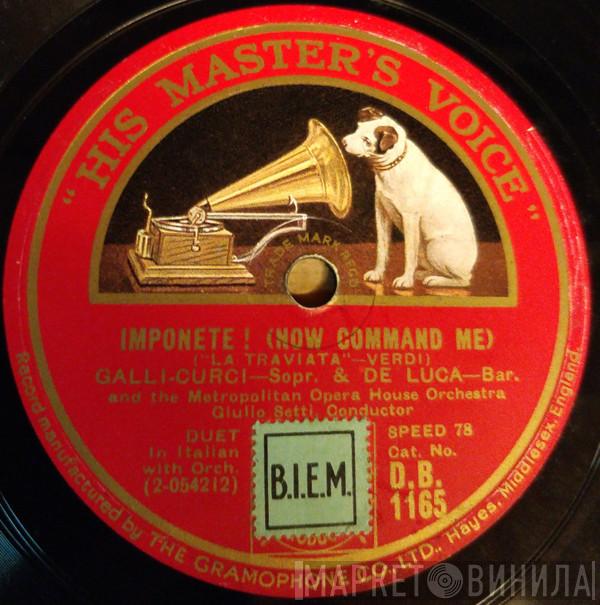 "HIS MASTER'S VOICE"
TRADE MARK REGD
IMPONETE! (NOW COMMAND ME)
("LA TRAVIATA"—VERDI)
GALLI-CURCI—Sopr. & DE LUCA—Bar.
and the Metropolitan Opera House Orchestra
Giulio Setti, Conductor
DUET
In Italian
with Orch.
(2-054212)
B.I.E.M.
SPEED 78
Cat. No.
D.B.
1165
Record manufactured by THE GRAMOPHONE CO., LTD., Hayes, Middlesex, England.
МАРКЕТ ВИНИЛА